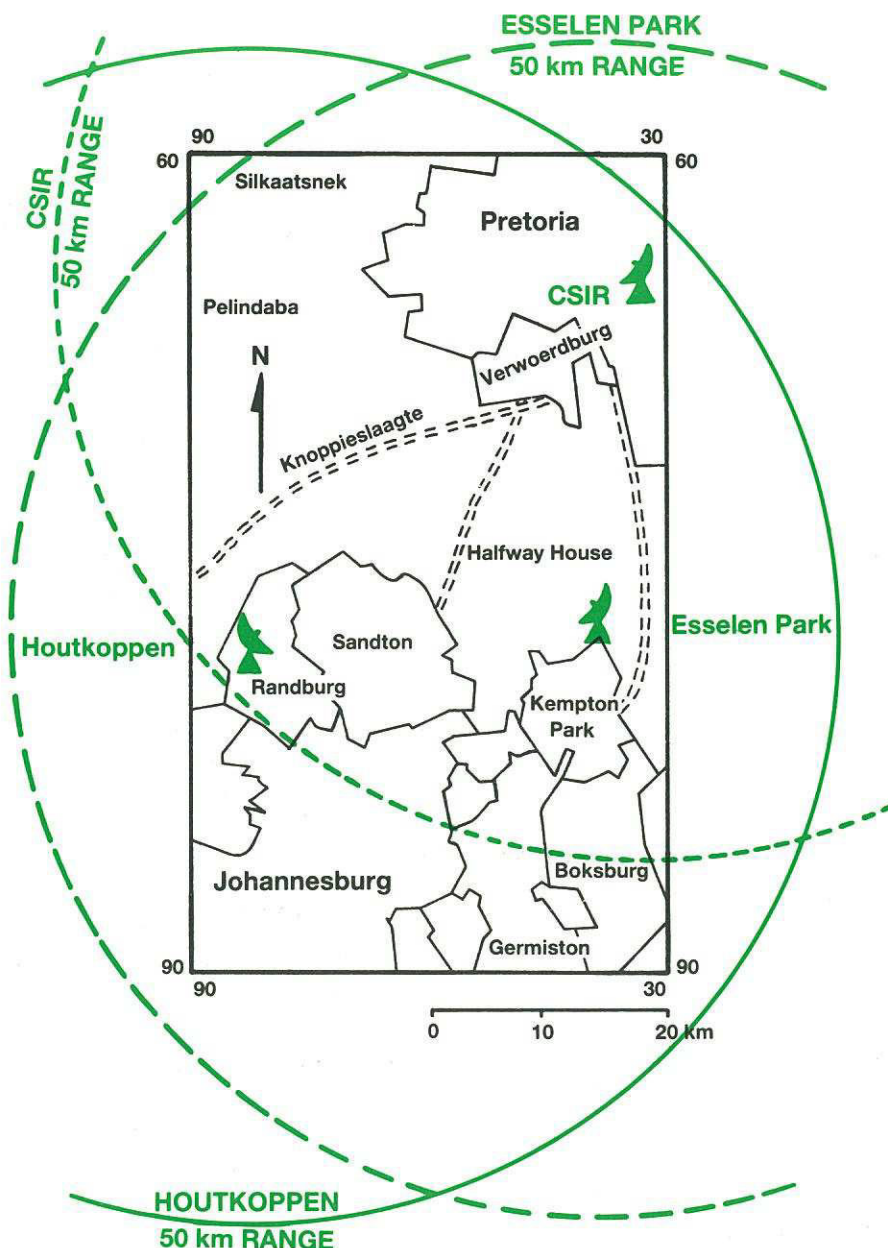 ESSELEN PARK
50 km RANGE
CSIR
50 km RANGE
90
30
60
60
Silkaatsnek
Pretoria
CSIR
Pelindaba
Verwoerdburg
N
Knoppieslaagte
Halfway House
Houtkoppen
Sandton
Esselen Park
Randburg
Kempton
Park
Johannesburg
Boksburg
Germiston
90
90
90
30
0
10
20 km
HOUTKOPPEN
50 km RANGE